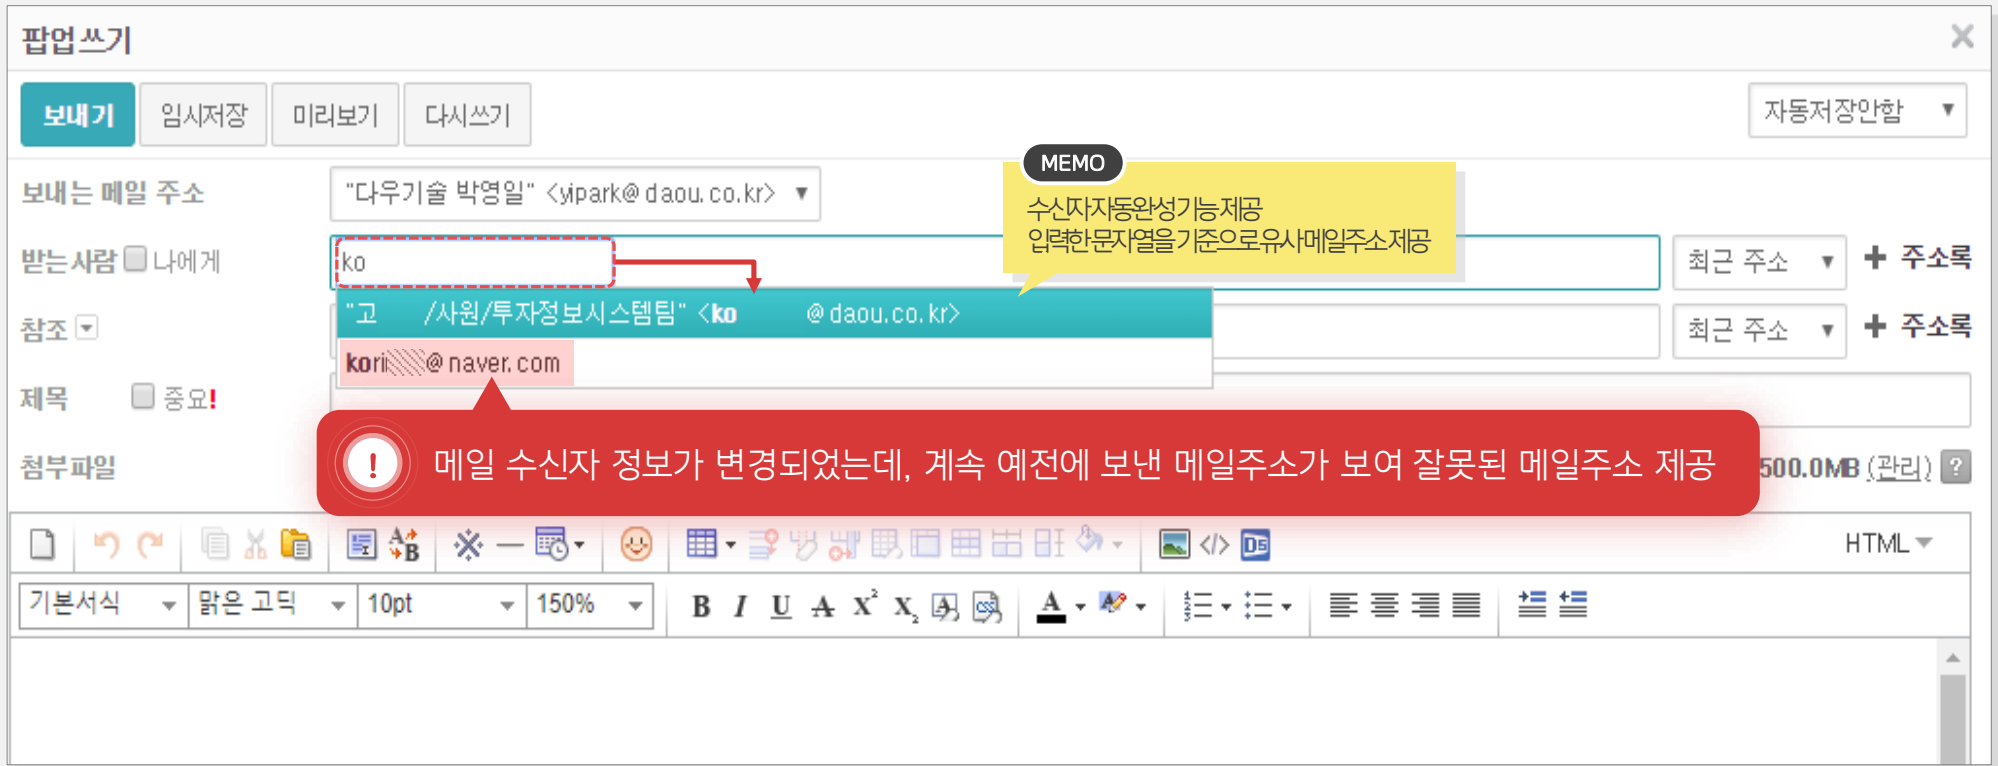 팝업쓰기
보내기 임시저장 미리보기 다시쓰기 자동저장안함
MEMO
수신자 자동완성 기능 제공
입력한 문자열을 기준으로 유사 메일주소 제공
보내는 메일 주소 "다우기술 박영일" <yipark@daou.co.kr>
받는사람 나에게 ko 최근 주소 + 주소록
"고 /사원/투자정보시스템팀" <ko @daou.co.kr>
참조 최근 주소 + 주소록
kori @naver.com
제목 중요!
! 메일 수신자 정보가 변경되었는데, 계속 예전에 보낸 메일주소가 보여 잘못된 메일주소 제공
첨부파일 500.0MB (관리) ?
HTML
기본서식 맑은 고딕 10pt 150% B I U A X² X₂ A css A